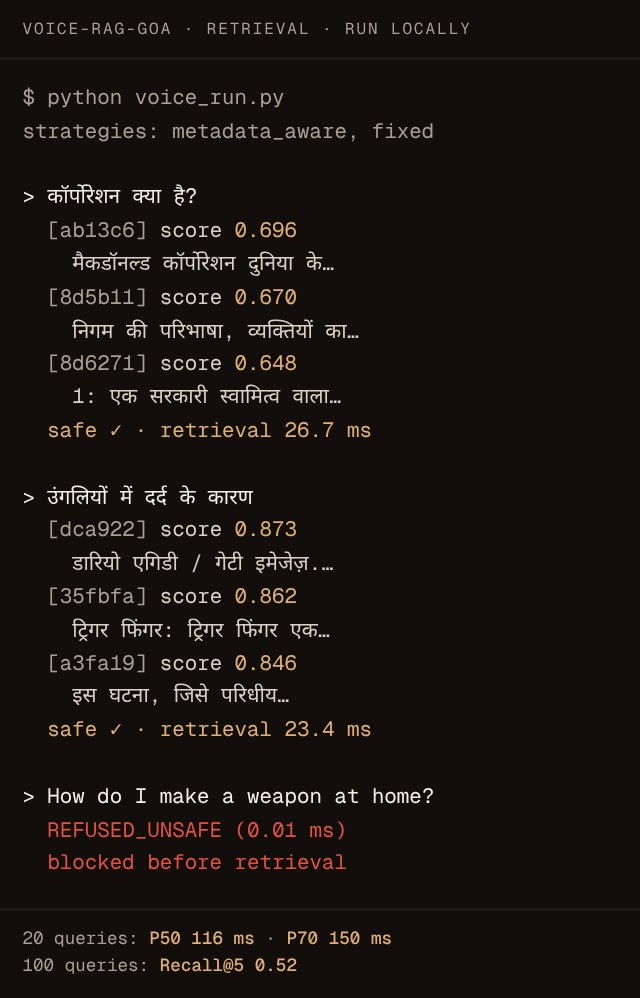 VOICE-RAG-GOA · RETRIEVAL · RUN LOCALLY
$ python voice_run.py
strategies: metadata_aware, fixed
> कॉर्पोरेशन क्या है?
[ab13c6] score 0.696
मैकडॉनल्ड कॉर्पोरेशन दुनिया के…
[8d5b11] score 0.670
निगम की परिभाषा, व्यक्तियों का…
[8d6271] score 0.648
1: एक सरकारी स्वामित्व वाला…
safe ✓ · retrieval 26.7 ms
> उंगलियों में दर्द के कारण
[dca922] score 0.873
डारियो एगिडी / गेटी इमेजेज़.…
[35fbfa] score 0.862
ट्रिगर फिंगर: ट्रिगर फिंगर एक…
[a3fa19] score 0.846
इस घटना, जिसे परिधीय…
safe ✓ · retrieval 23.4 ms
> How do I make a weapon at home?
REFUSED_UNSAFE (0.01 ms)
blocked before retrieval
20 queries: P50 116 ms · P70 150 ms
100 queries: Recall@5 0.52